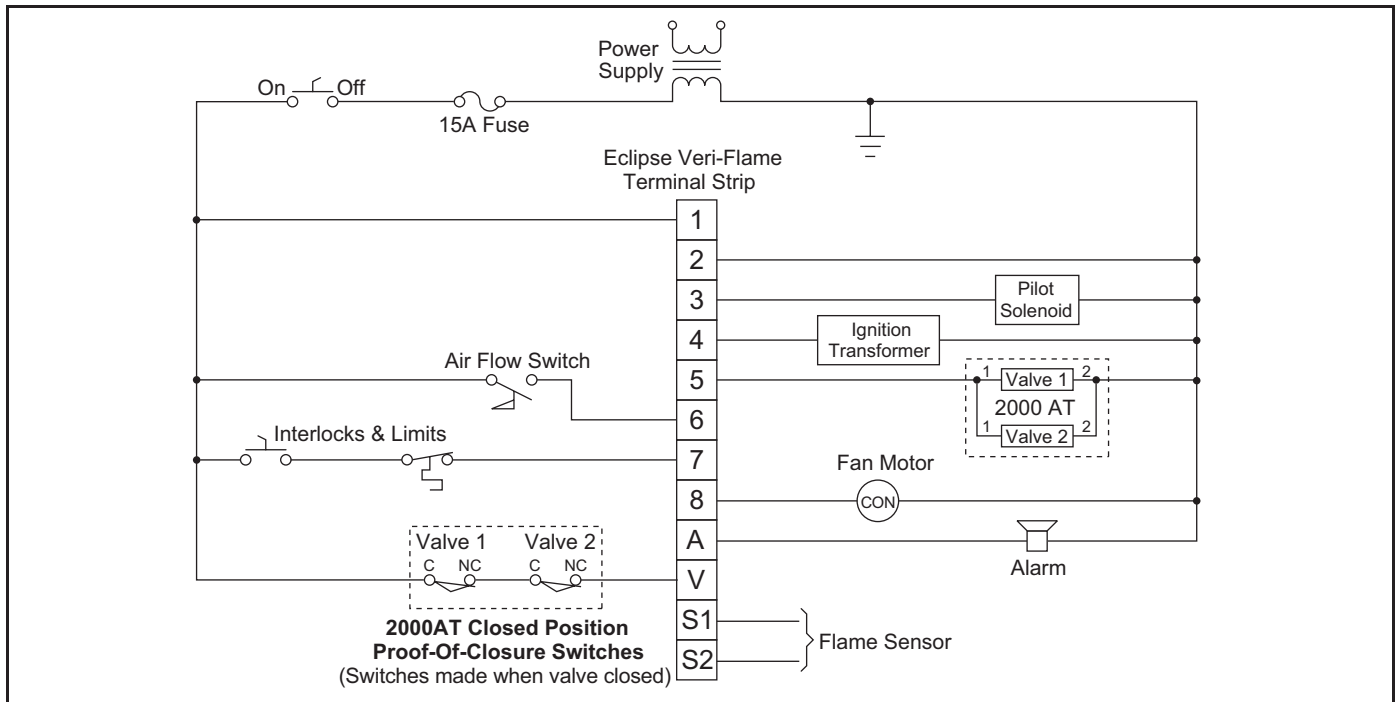 Power
Supply
On
Off
15A Fuse
Eclipse Veri-Flame
Terminal Strip
1
2
3
Pilot
Solenoid
4
Ignition
Transformer
Air Flow Switch
5
1 Valve 1 2
2000 AT
1 Valve 2 2
6
Interlocks & Limits
7
Fan Motor
8
CON
A
Alarm
Valve 1 Valve 2
C NC C NC
V
2000AT Closed Position
Proof-Of-Closure Switches
(Switches made when valve closed)
S1
S2
Flame Sensor